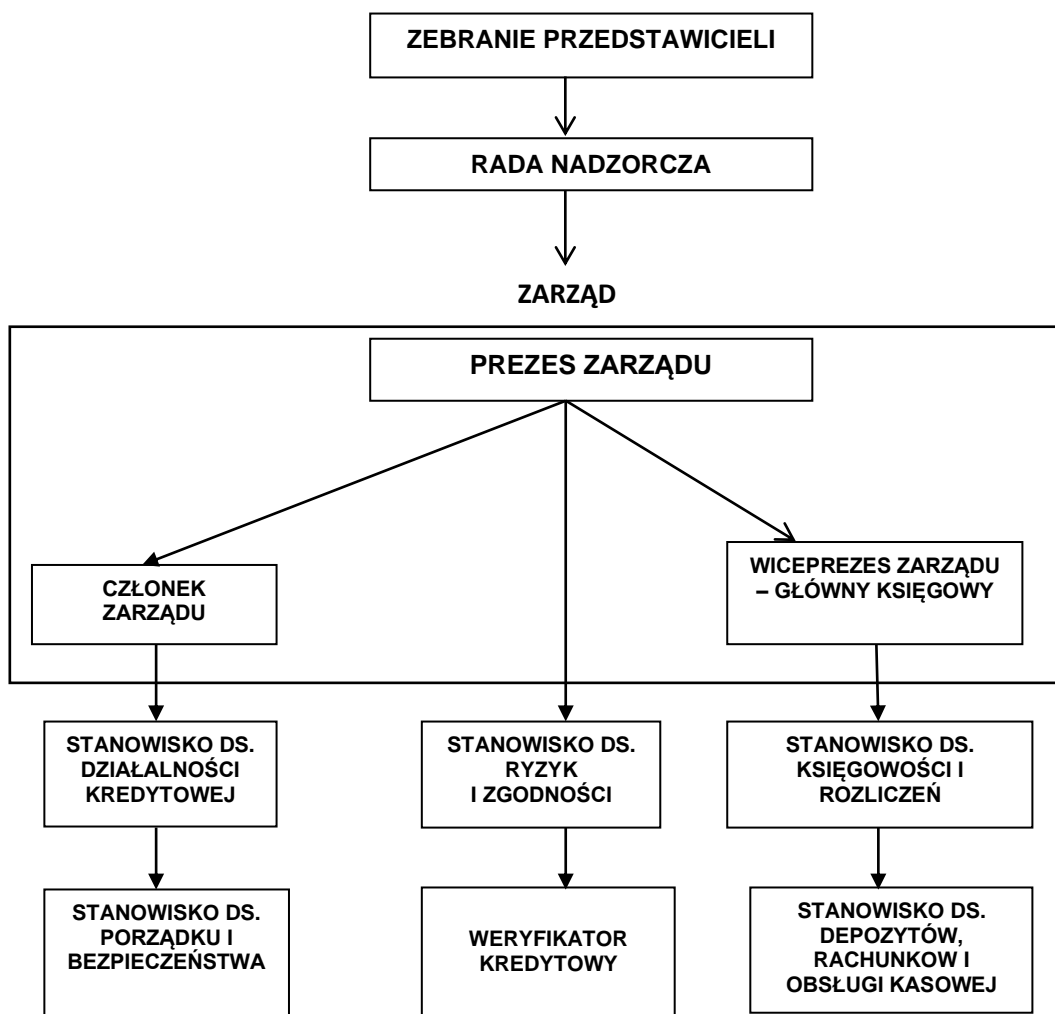 ZEBRANIE PRZEDSTAWICIELI
RADA NADZORCZA
ZARZĄD
PREZES ZARZĄDU
CZŁONEK
ZARZĄDU
WICEPREZES ZARZĄDU
– GŁÓWNY KSIĘGOWY
STANOWISKO DS.
DZIAŁALNOŚCI
KREDYTOWEJ
STANOWISKO DS.
RYZYK
I ZGODNOŚCI
STANOWISKO DS.
KSIĘGOWOŚCI I
ROZLICZEŃ
STANOWISKO DS.
PORZĄDKU I
BEZPIECZEŃSTWA
WERYFIKATOR
KREDYTOWY
STANOWISKO DS.
DEPOZYTÓW,
RACHUNKOW I
OBSŁUGI KASOWEJ